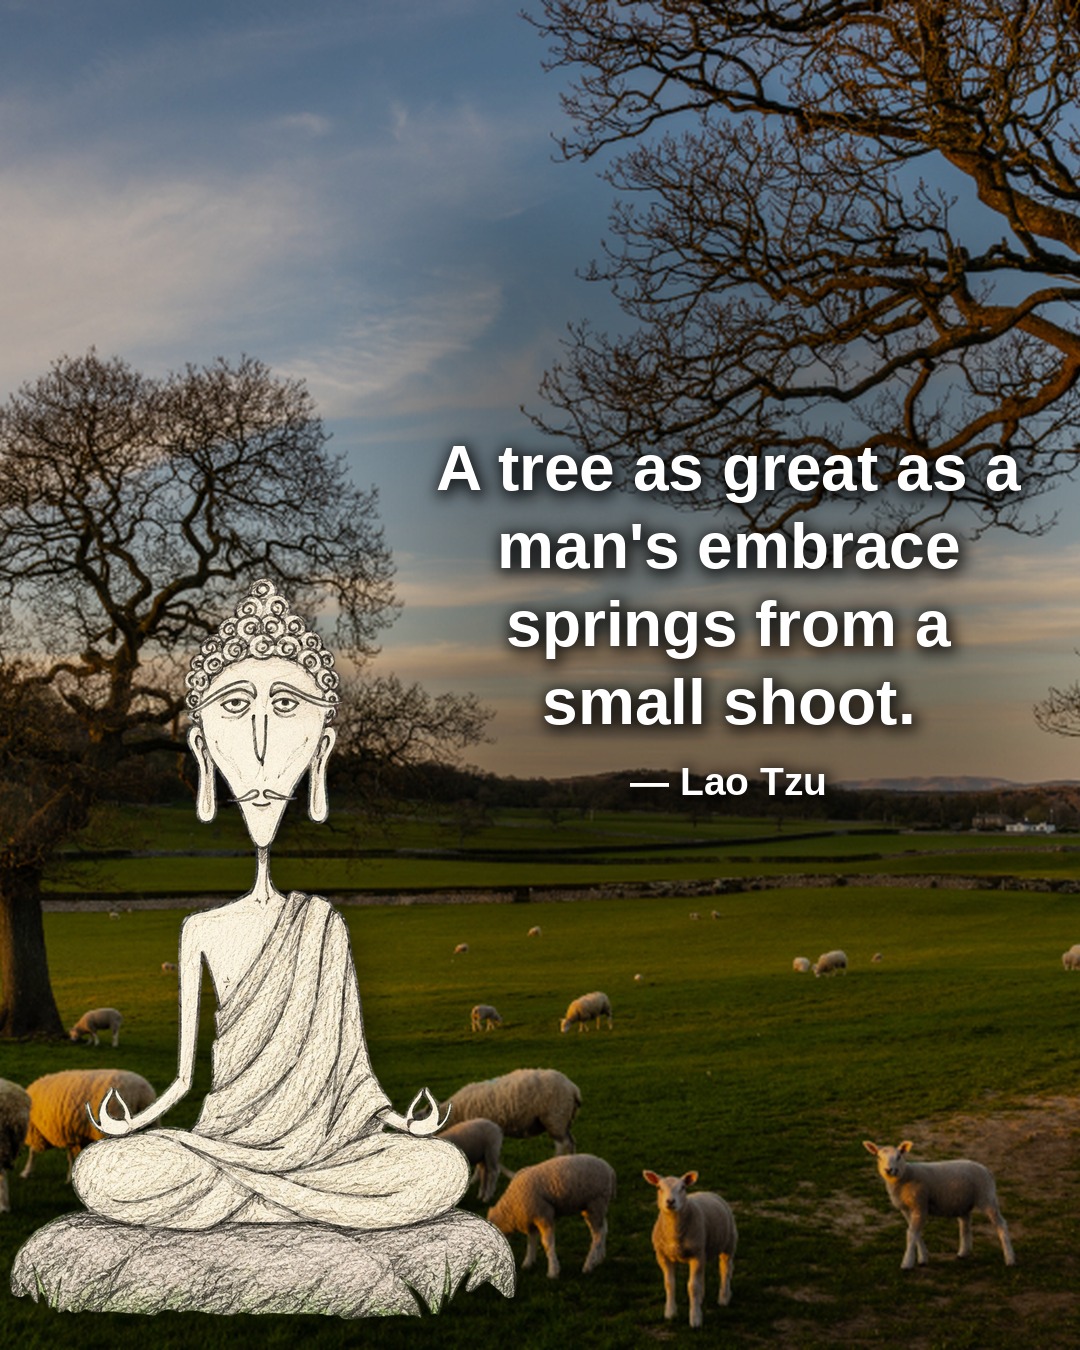 A tree as great as a
man's embrace
springs from a
small shoot.
— Lao Tzu